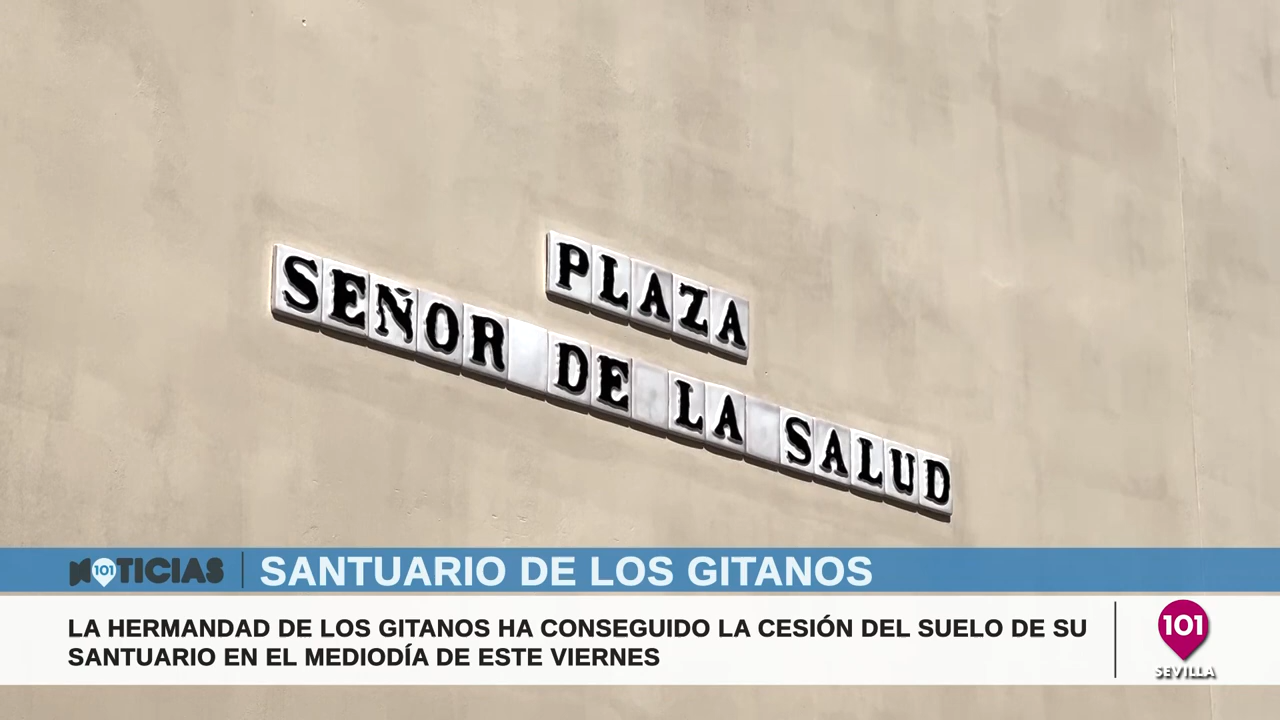 PLAZA
SEÑOR DE LA SALUD
NOTICIAS 101
SANTUARIO DE LOS GITANOS
LA HERMANDAD DE LOS GITANOS HA CONSEGUIDO LA CESIÓN DEL SUELO DE SU
SANTUARIO EN EL MEDIODÍA DE ESTE VIERNES
101
SEVILLA